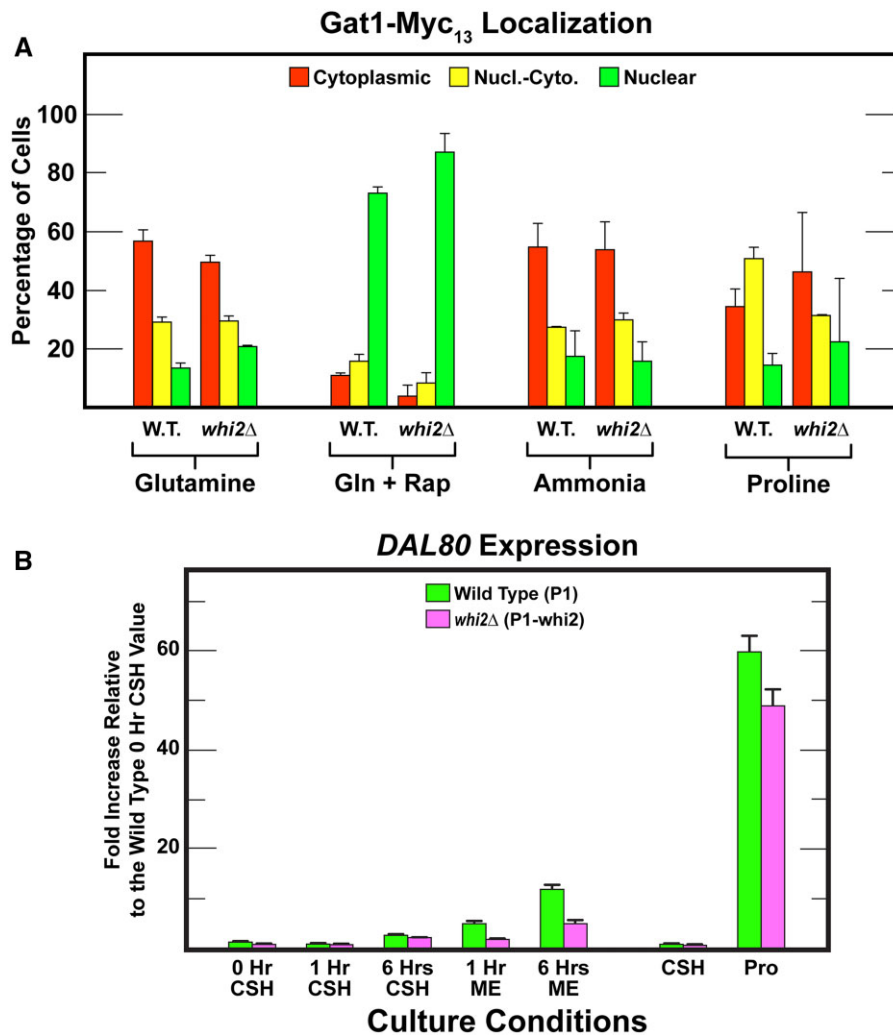 Gat1-Myc13 Localization
A
Cytoplasmic Nucl.-Cyto. Nuclear
Percentage of Cells
100
80
60
40
20
W.T. whi2Δ W.T. whi2Δ W.T. whi2Δ W.T. whi2Δ
Glutamine Gln + Rap Ammonia Proline
DAL80 Expression
B
Wild Type (P1)
whi2Δ (P1-whi2)
Fold Increase Relative
to the Wild Type 0 Hr CSH Value
60
40
20
0 Hr 1 Hr 6 Hrs 1 Hr 6 Hrs CSH Pro
CSH CSH CSH ME ME
Culture Conditions